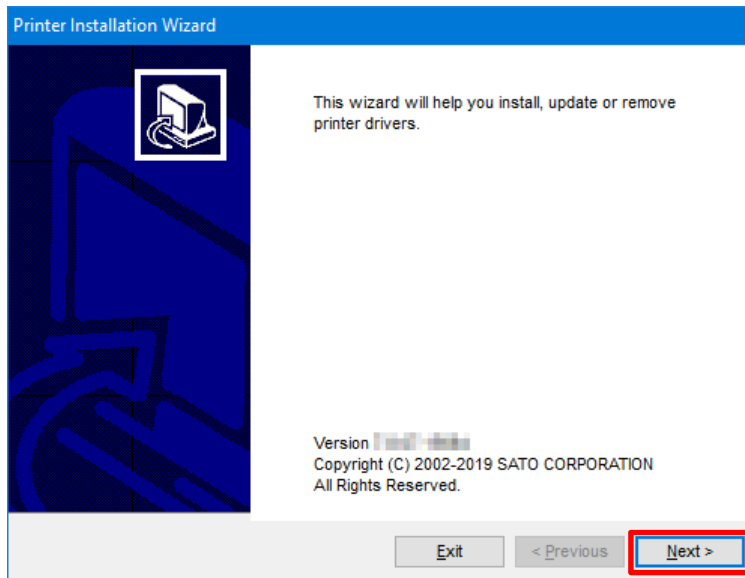 Printer Installation Wizard
This wizard will help you install, update or remove
printer drivers.
Version
Copyright (C) 2002-2019 SATO CORPORATION
All Rights Reserved.
Exit
< Previous
Next >